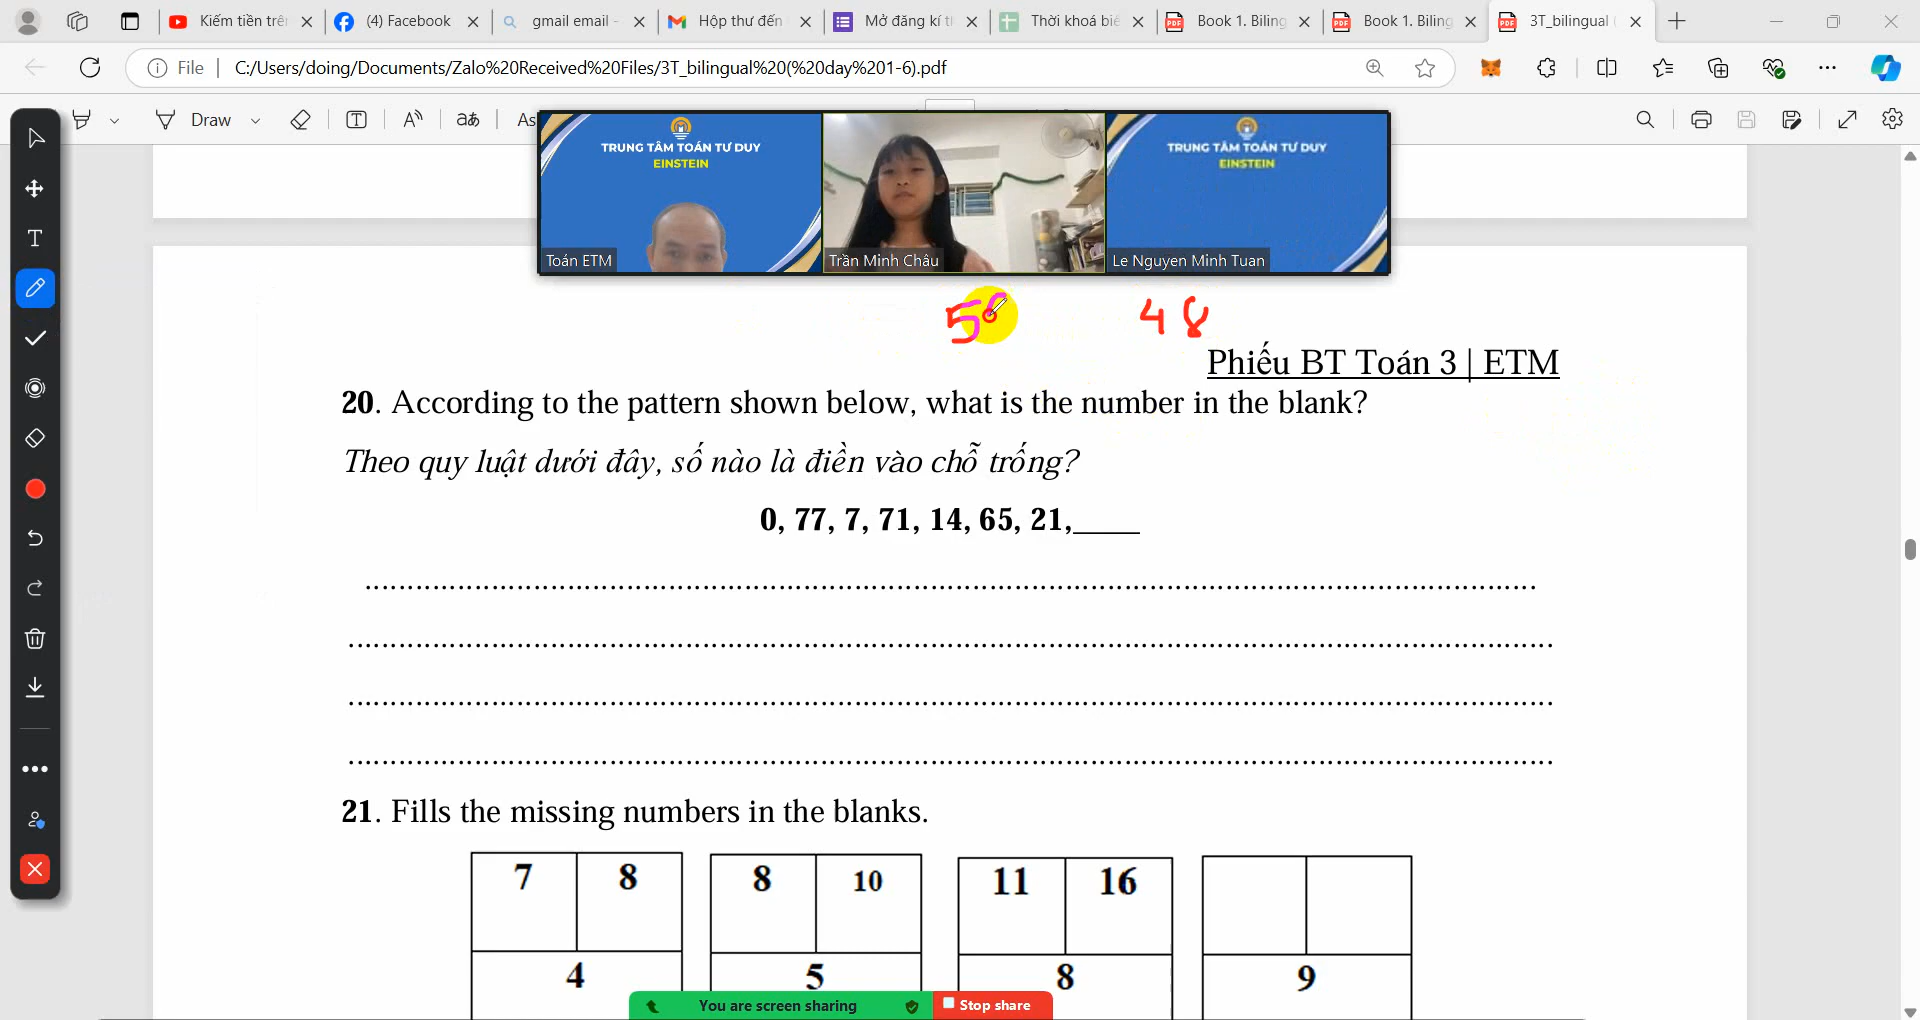 Kiếm tiền trê
(4) Facebook
gmail email -
Hộp thư đến
Mở đăng kí t
Thời khoá biể
Book 1. Biling
Book 1. Biling
3T_bilingual
File
C:/Users/doing/Documents/Zalo%20Received%20Files/3T_bilingual%20(%20day%201-6).pdf
Draw
As
TRUNG TÂM TOÁN TƯ DUY
EINSTEIN
TRUNG TÂM TOÁN TƯ DUY
EINSTEIN
Toán ETM
Trần Minh Châu
Le Nguyen Minh Tuan
48
Phiếu BT Toán 3 | ETM
20. According to the pattern shown below, what is the number in the blank?
Theo quy luật dưới đây, số nào là điền vào chỗ trống?
0, 77, 7, 71, 14, 65, 21,____
21. Fills the missing numbers in the blanks.
7 8 8 10 11 16
4 5 8 9
You are screen sharing
Stop share